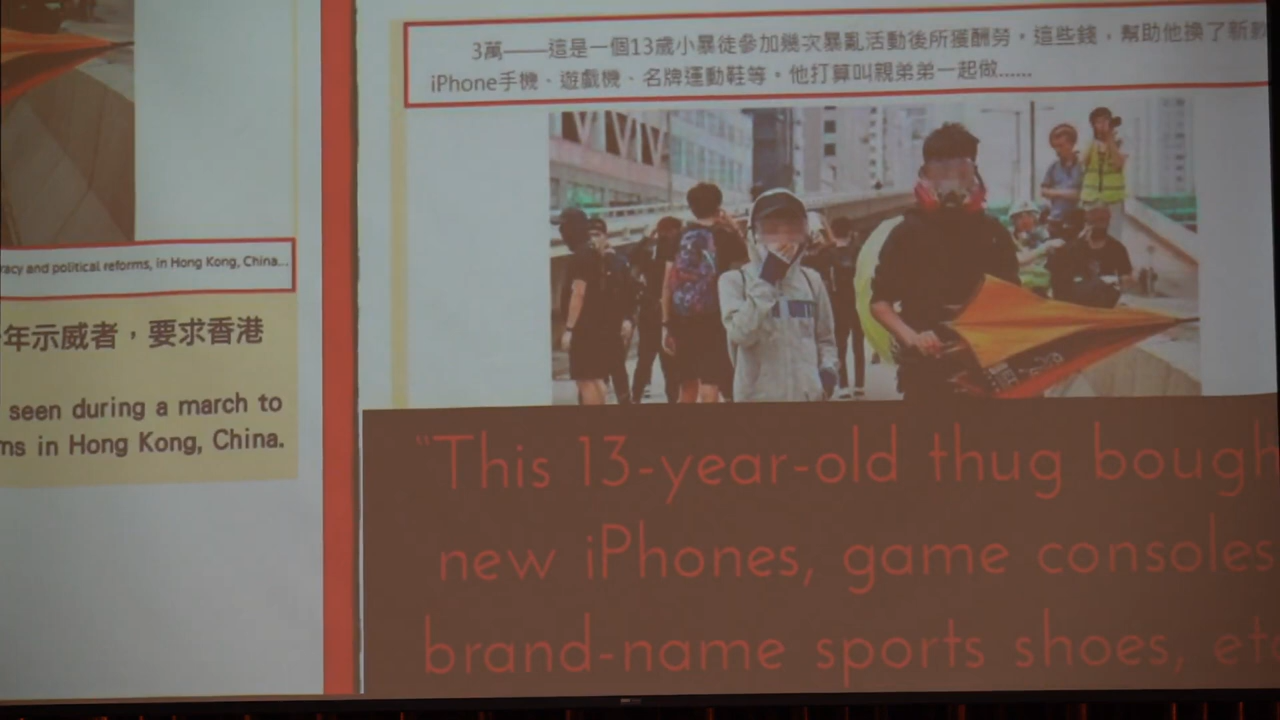 racy and political reforms, in Hong Kong, China...
年示威者，要求香港
seen during a march to
ms in Hong Kong, China.
3萬——這是一個13歲小暴徒參加幾次暴亂活動後所獲酬勞。這些錢，幫助他換了新款
iPhone手機、遊戲機、名牌運動鞋等。他打算叫親弟弟一起做......
"This 13-year-old thug bough
new iPhones, game consoles,
brand-name sports shoes, etc